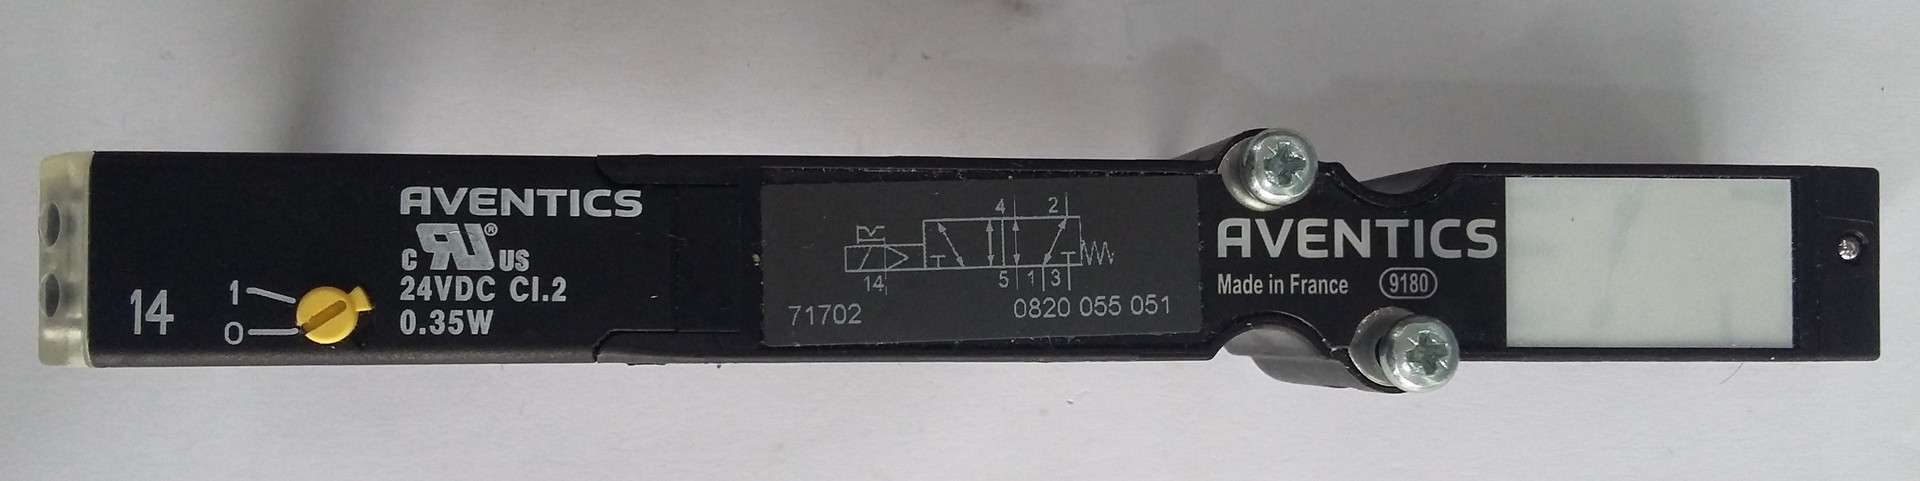 14
1
0
AVENTICS
C RU® US
24VDC Cl.2
0.35W
4 2
14 5 1 3
71702 0820 055 051
AVENTICS
Made in France 9180